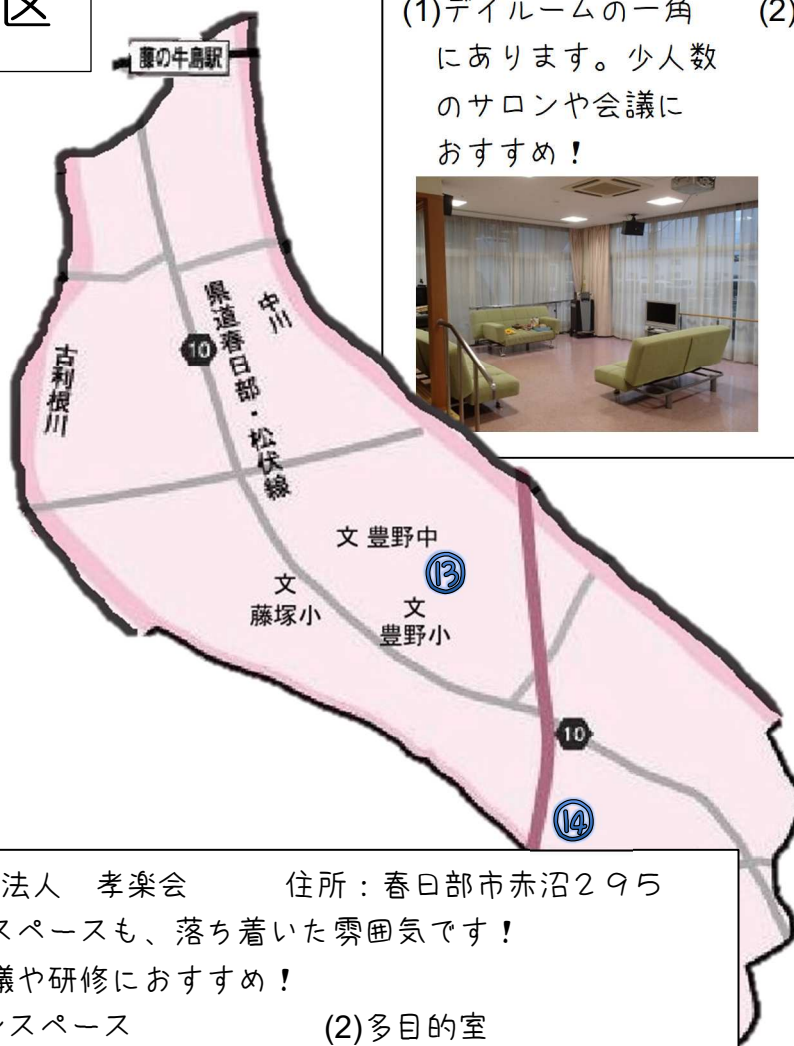 区
(1)デイルームの一角
にあります。少人数
のサロンや会議に
おすすめ！
(2)
藤の牛島駅
中川
県道春日部・松伏線
10
古利根川
文 豊野中
⑬
文
藤塚小
文
豊野小
10
⑭
法人　孝楽会　　　住所：春日部市赤沼２９５
スペースも、落ち着いた雰囲気です！
議や研修におすすめ！
ンスペース
(2)多目的室